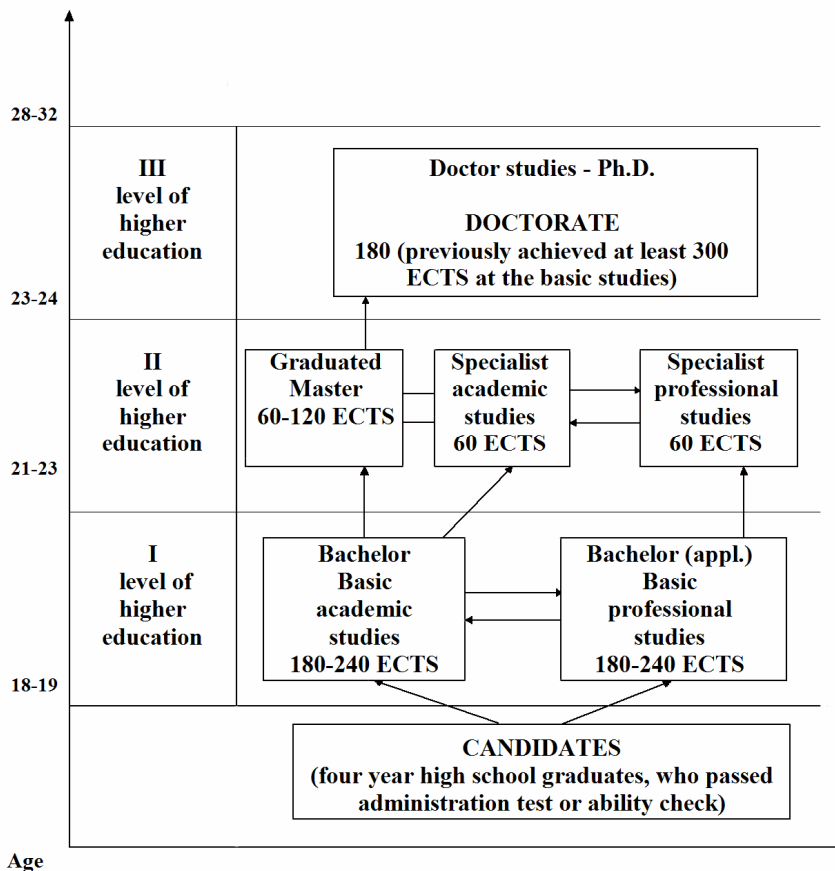 28-32
III
level of
higher
education
Doctor studies - Ph.D.
DOCTORATE
180 (previously achieved at least 300
ECTS at the basic studies)
23-24
II
level of
higher
education
Graduated
Master
60-120 ECTS
Specialist
academic
studies
60 ECTS
Specialist
professional
studies
60 ECTS
21-23
I
level of
higher
education
Bachelor
Basic
academic
studies
180-240 ECTS
Bachelor (appl.)
Basic
professional
studies
180-240 ECTS
18-19
CANDIDATES
(four year high school graduates, who passed
administration test or ability check)
Age